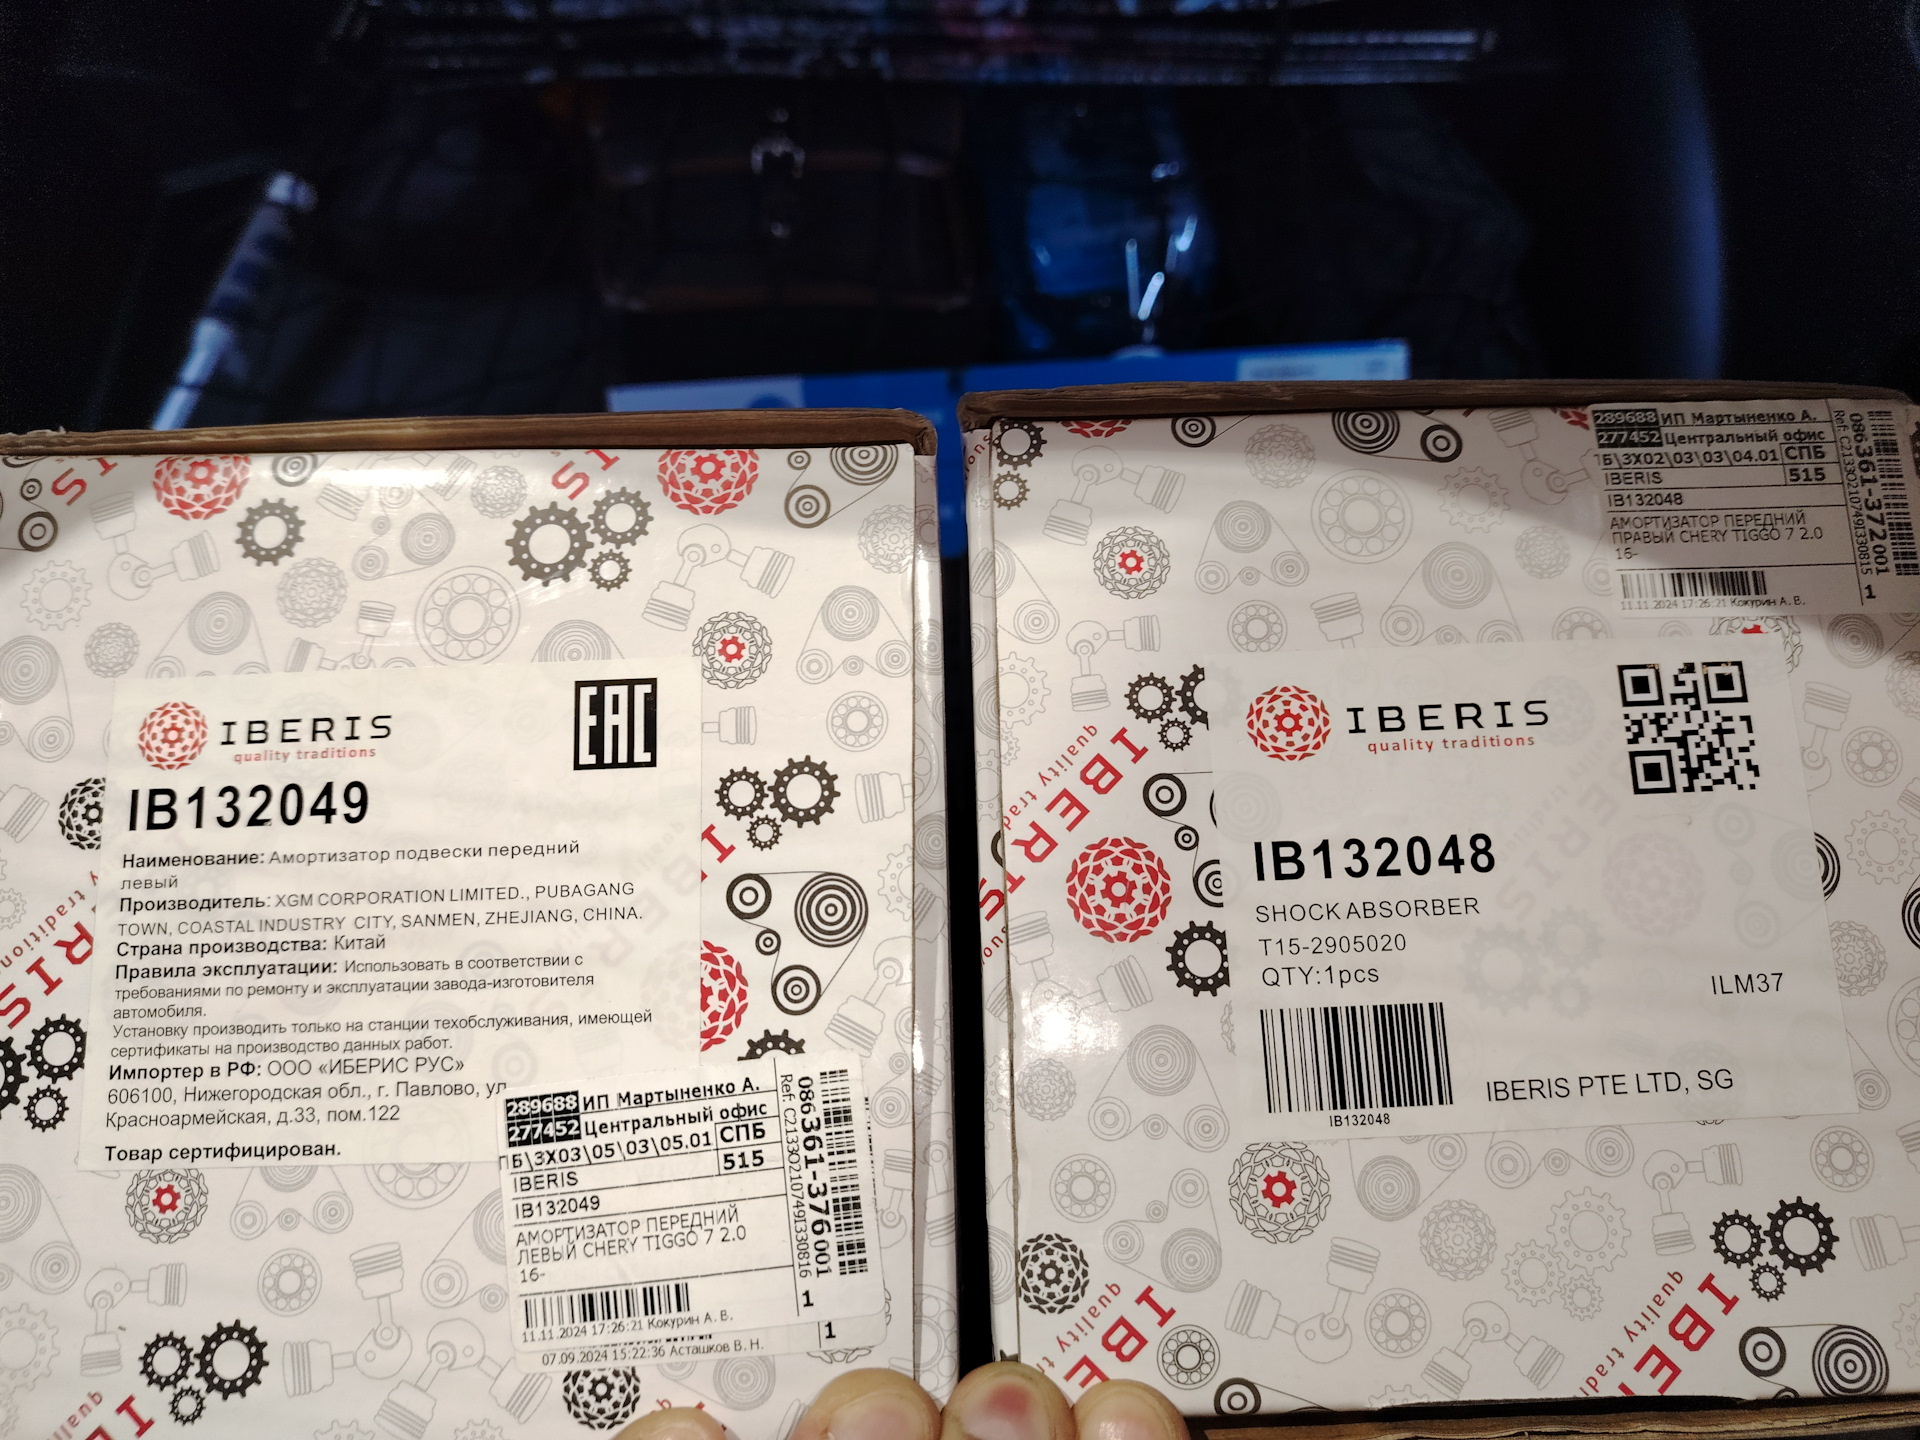 IBERIS
quality traditions
EAC
IB132049
Наименование: Амортизатор подвески передний
левый
Производитель: XGM CORPORATION LIMITED., PUBAGANG
TOWN, COASTAL INDUSTRY CITY, SANMEN, ZHEJIANG, CHINA.
Страна производства: Китай
Правила эксплуатации: Использовать в соответствии с
требованиями по ремонту и эксплуатации завода-изготовителя
автомобиля.
Установку производить только на станции техобслуживания, имеющей
сертификаты на производство данных работ.
Импортер в РФ: ООО «ИБЕРИС РУС»
606100, Нижегородская обл., г. Павлово, ул
Красноармейская, д.33, пом.122
Товар сертифицирован.
289688 ИП Мартыненко А.
277452 Центральный офис
ПБ\3X03\05\03\05.01 СПБ
IBERIS 515
IB132049
АМОРТИЗАТОР ПЕРЕДНИЙ
ЛЕВЫЙ CHERY TIGGO 7 2.0
16-
11.11.2024 17:26:21 Кокурин А. В.
Ref: C213302107491330816
086361-376001
1
1
07.09.2024 15:22:36 Асташков В. Н.
289688 ИП Мартыненко А.
277452 Центральный офис
ПБ\3X02\03\03\04.01 СПБ
IBERIS 515
IB132048
АМОРТИЗАТОР ПЕРЕДНИЙ
ПРАВЫЙ CHERY TIGGO 7 2.0
16-
11.11.2024 17:26:21 Кокурин А. В.
Ref: C213302107491330815
086361-372001
1
IBERIS
quality traditions
IB132048
SHOCK ABSORBER
T15-2905020
QTY:1pcs
ILM37
IB132048
IBERIS PTE LTD, SG